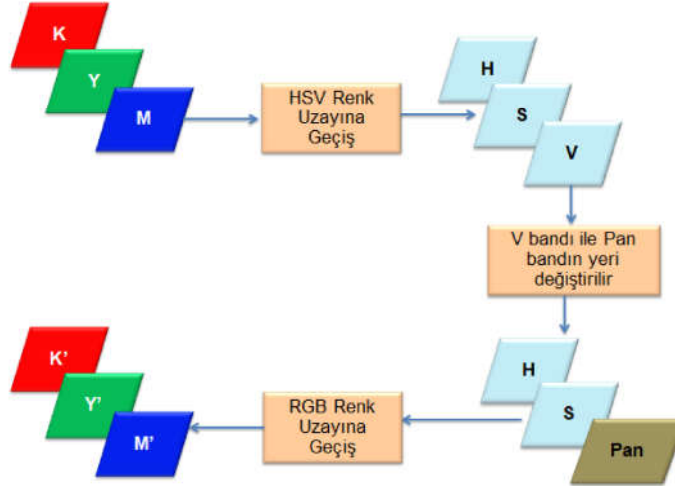 K
Y
M
HSV Renk
Uzayına
Geçiş
H
S
V
V bandı ile Pan
bandın yeri
değiştirilir
H
S
Pan
RGB Renk
Uzayına
Geçiş
K'
Y'
M'